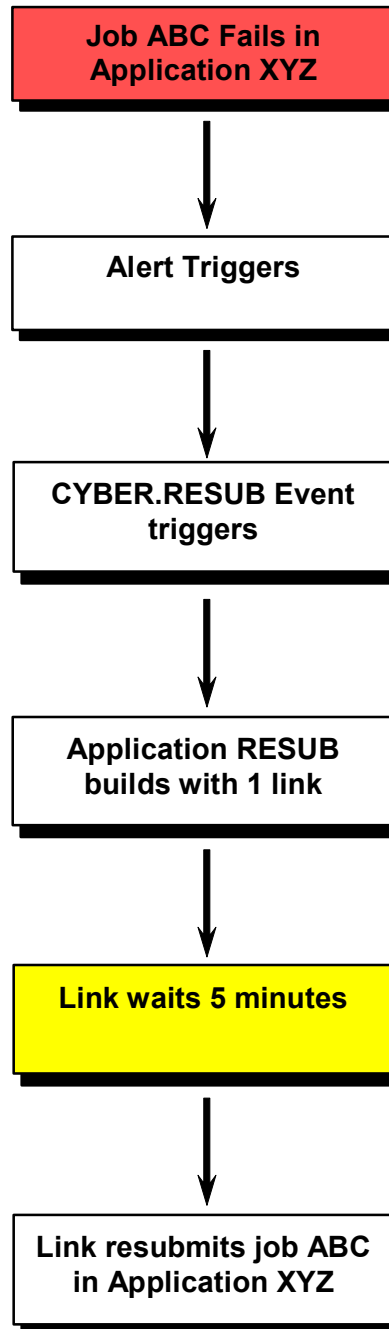 Job ABC Fails in
Application XYZ
Alert Triggers
CYBER.RESUB Event
triggers
Application RESUB
builds with 1 link
Link waits 5 minutes
Link resubmits job ABC
in Application XYZ